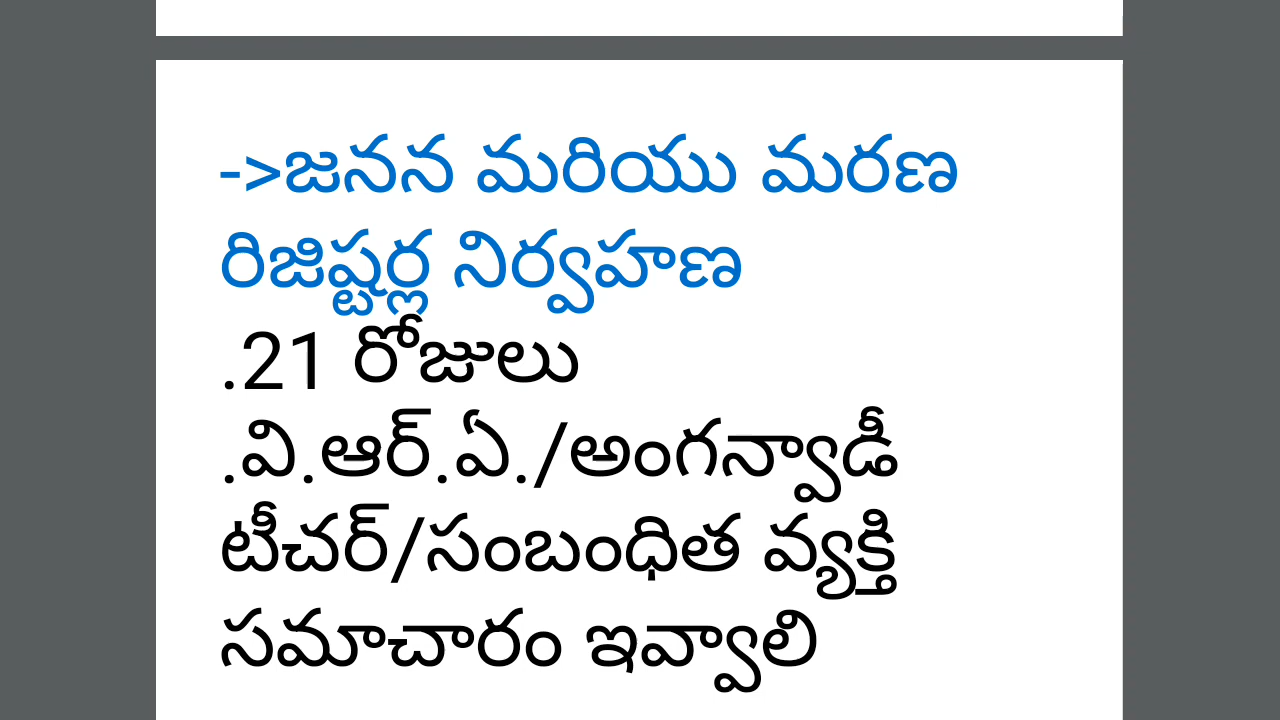 ->జనన మరియు మరణ
రిజిష్టర్ల నిర్వహణ
.21 రోజులు
.వి.ఆర్.ఏ./అంగన్వాడీ
టీచర్/సంబంధిత వ్యక్తి
సమాచారం ఇవ్వాలి